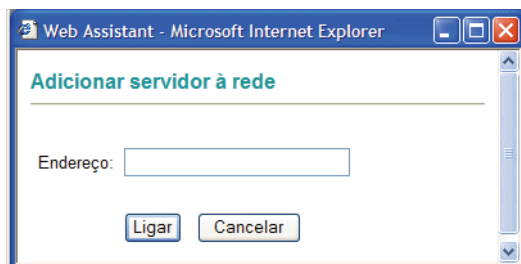 Web Assistant - Microsoft Internet Explorer
Adicionar servidor à rede
Endereço:
Ligar Cancelar